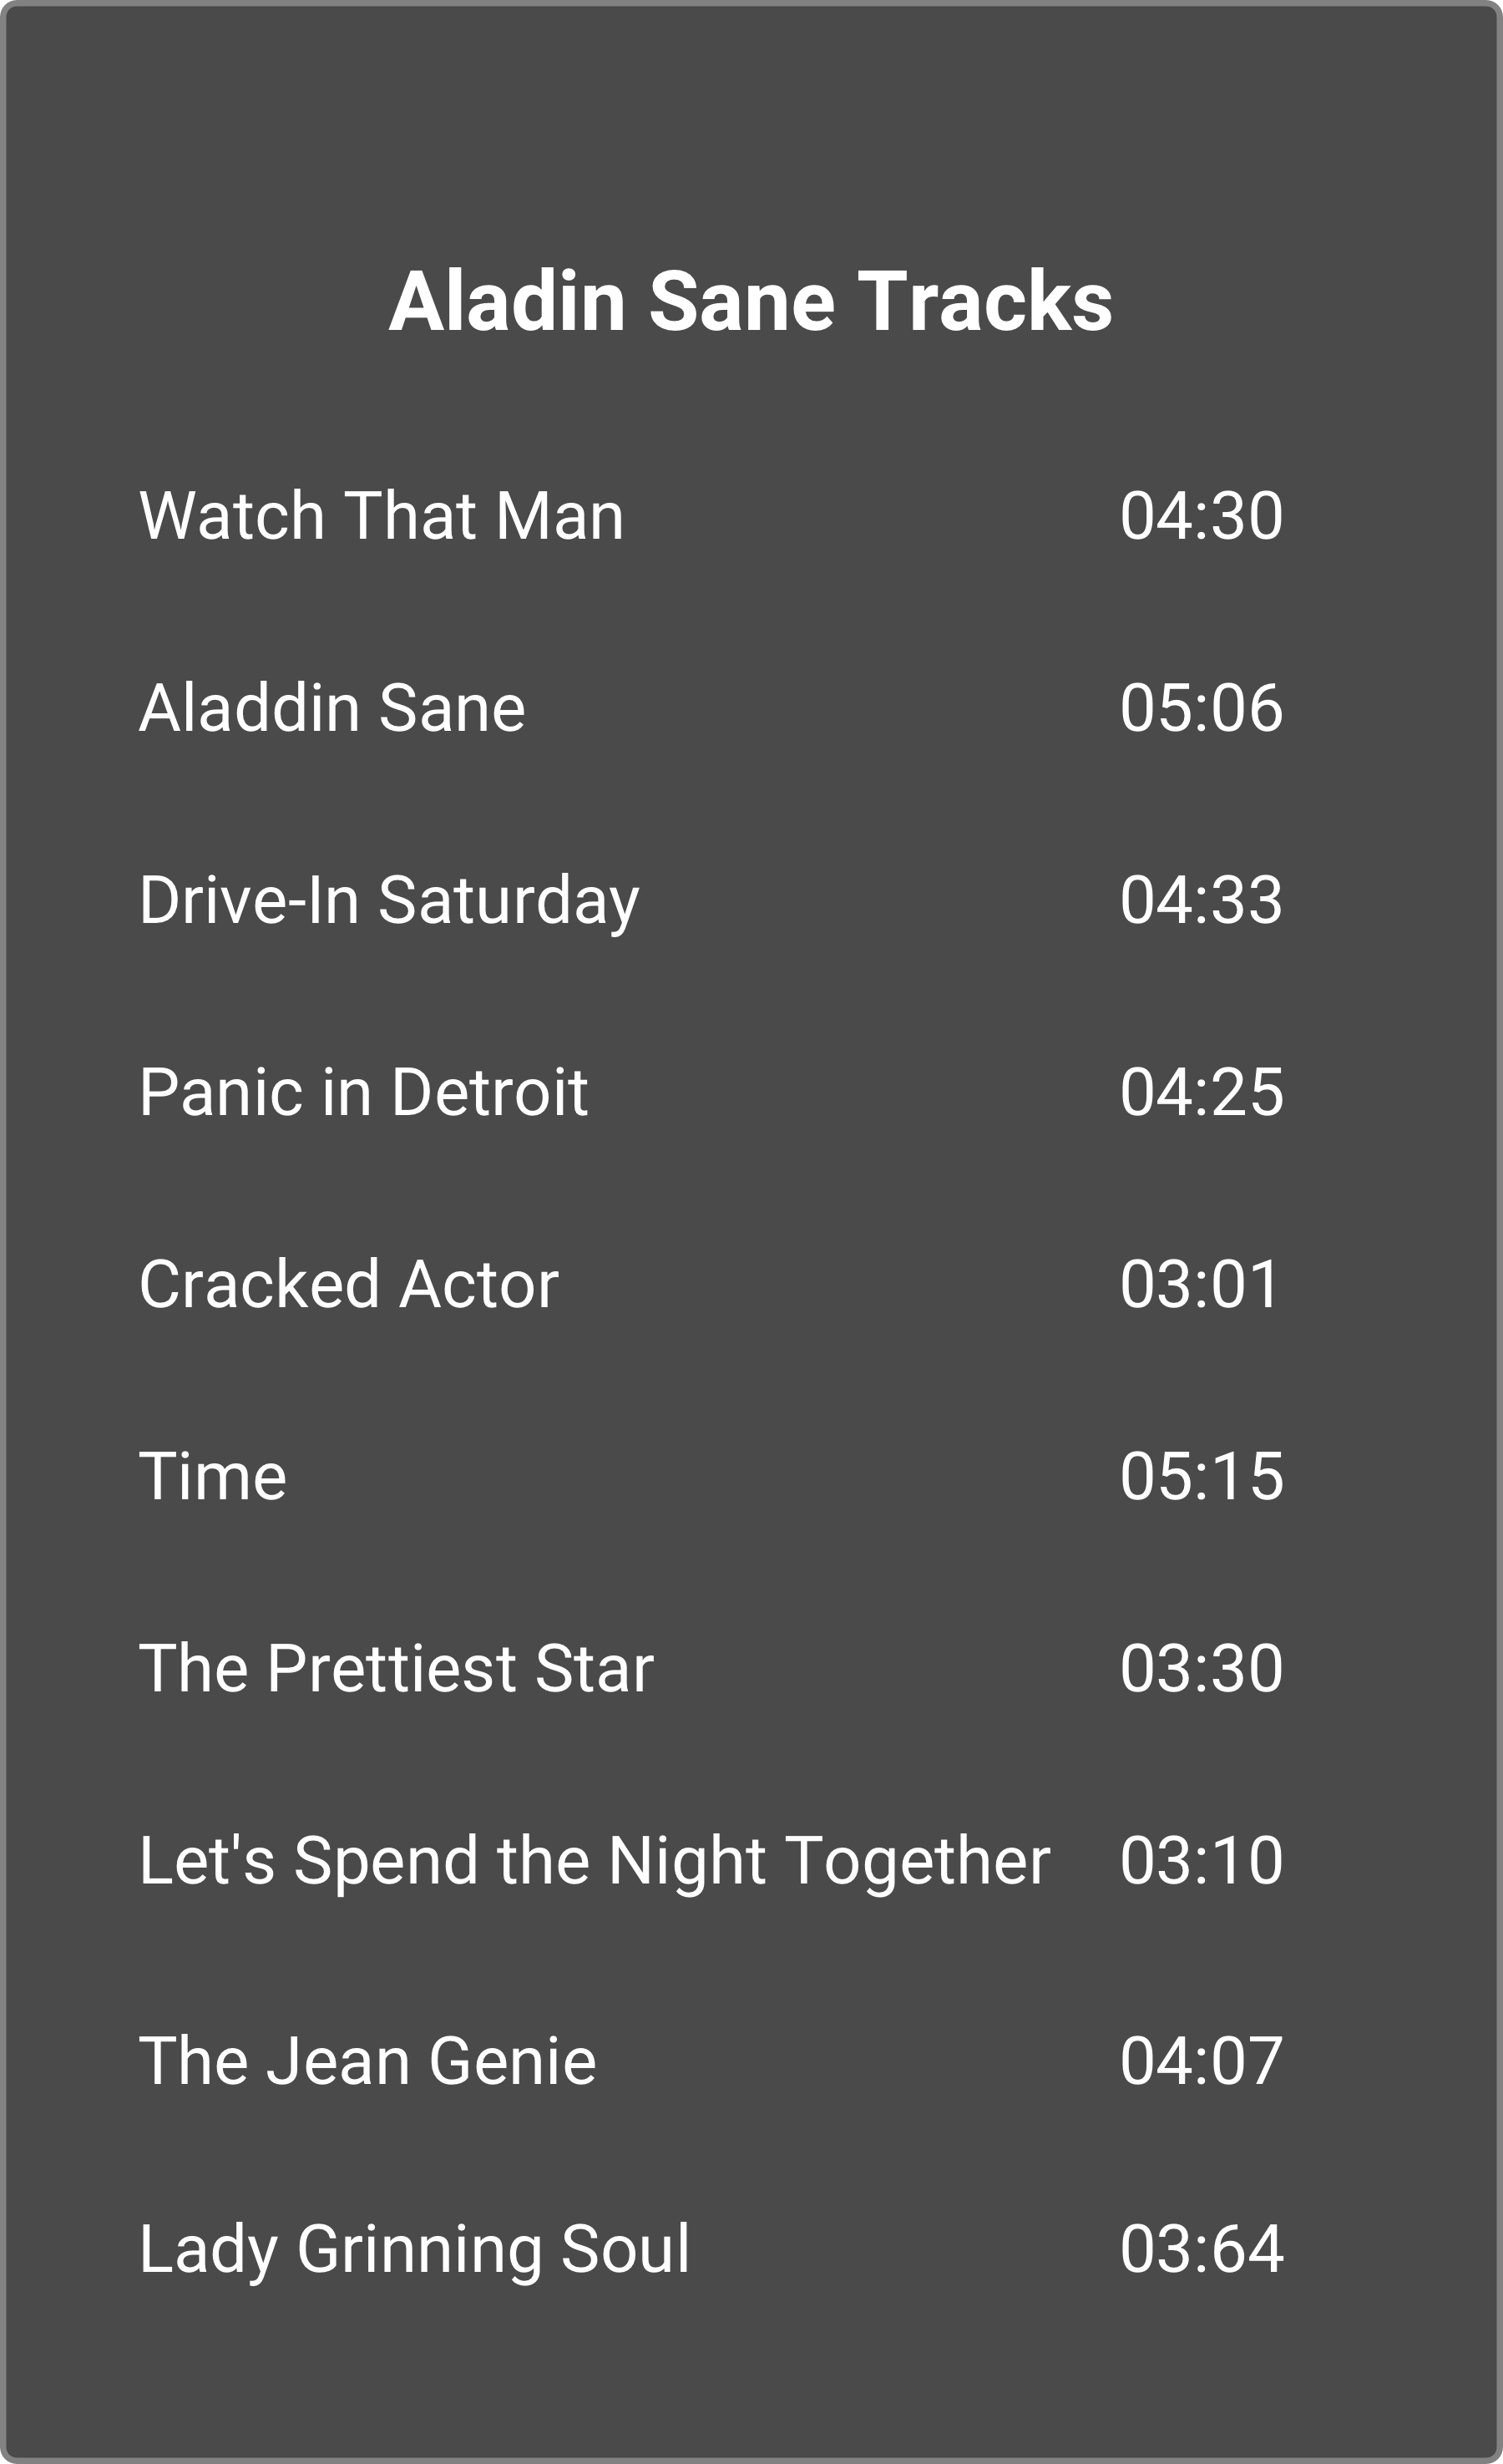 Aladin Sane Tracks
Watch That Man 04:30
Aladdin Sane 05:06
Drive-In Saturday 04:33
Panic in Detroit 04:25
Cracked Actor 03:01
Time 05:15
The Prettiest Star 03:30
Let's Spend the Night Together 03:10
The Jean Genie 04:07
Lady Grinning Soul 03:64